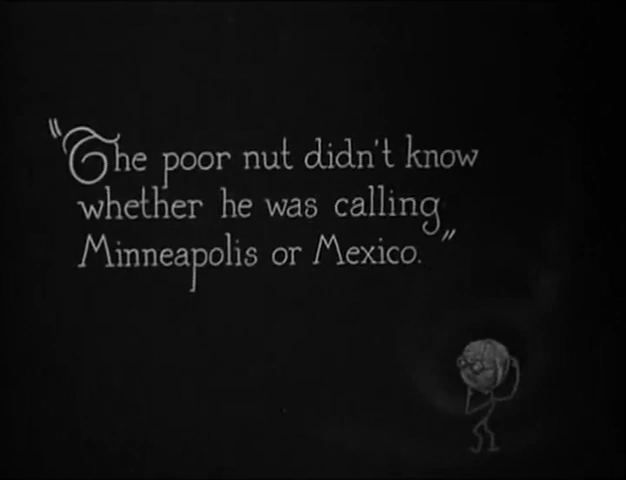 "The poor nut didn't know
whether he was calling
Minneapolis or Mexico."